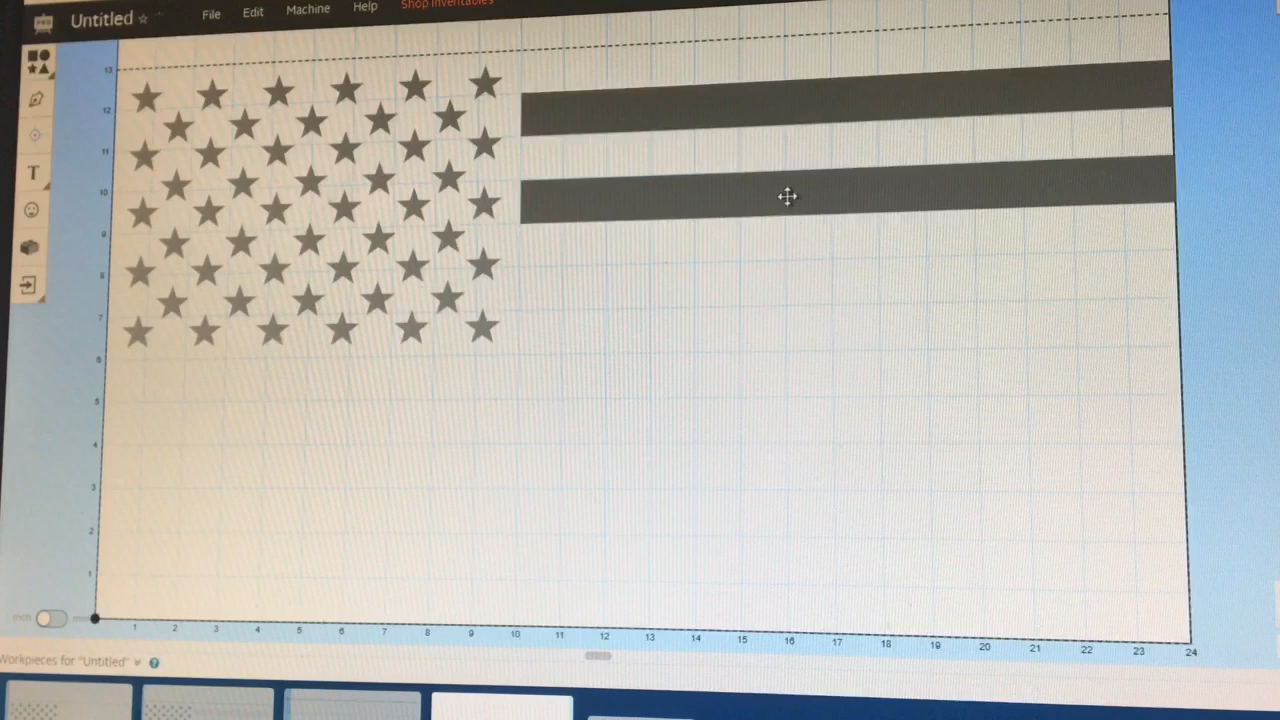 PRO
Untitled ☆
File Edit Machine Help Shop Inventables
T
13
12
11
10
9
8
7
6
5
4
3
2
1
inch
1 2 3 4 5 6 7 8 9 10 11 12 13 14 15 16 17 18 19 20 21 22 23 24
Workpieces for "Untitled" ?